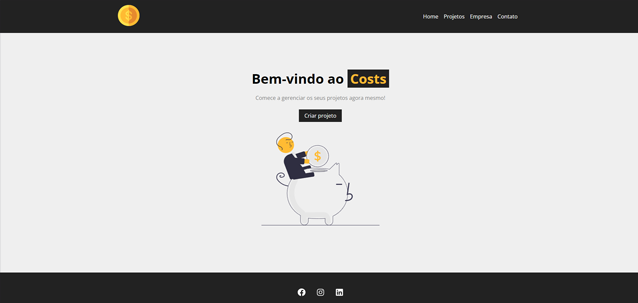 Home Projetos Empresa Contato
Bem-vindo ao Costs
Comece a gerenciar os seus projetos agora mesmo!
Criar projeto
$